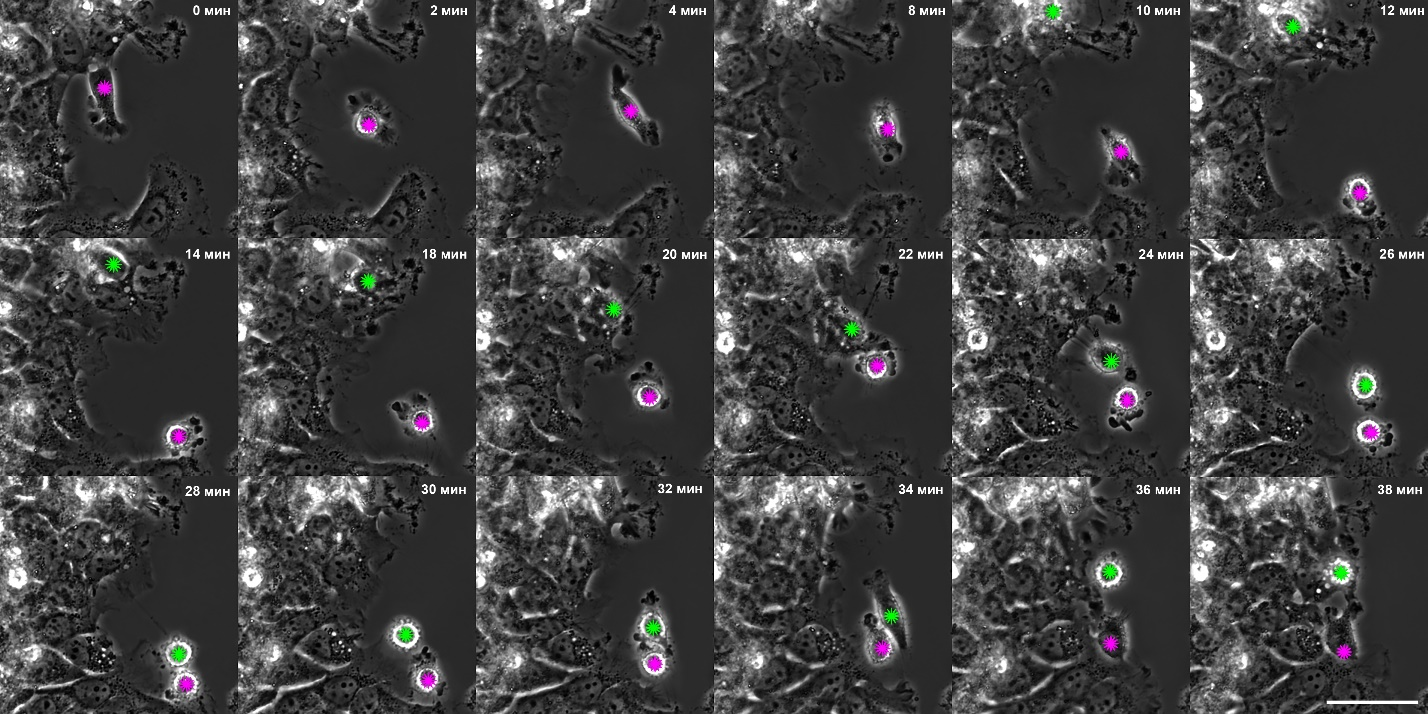 0 мин
2 мин
4 мин
8 мин
10 мин
12 мин
14 мин
18 мин
20 мин
22 мин
24 мин
26 мин
28 мин
30 мин
32 мин
34 мин
36 мин
38 мин